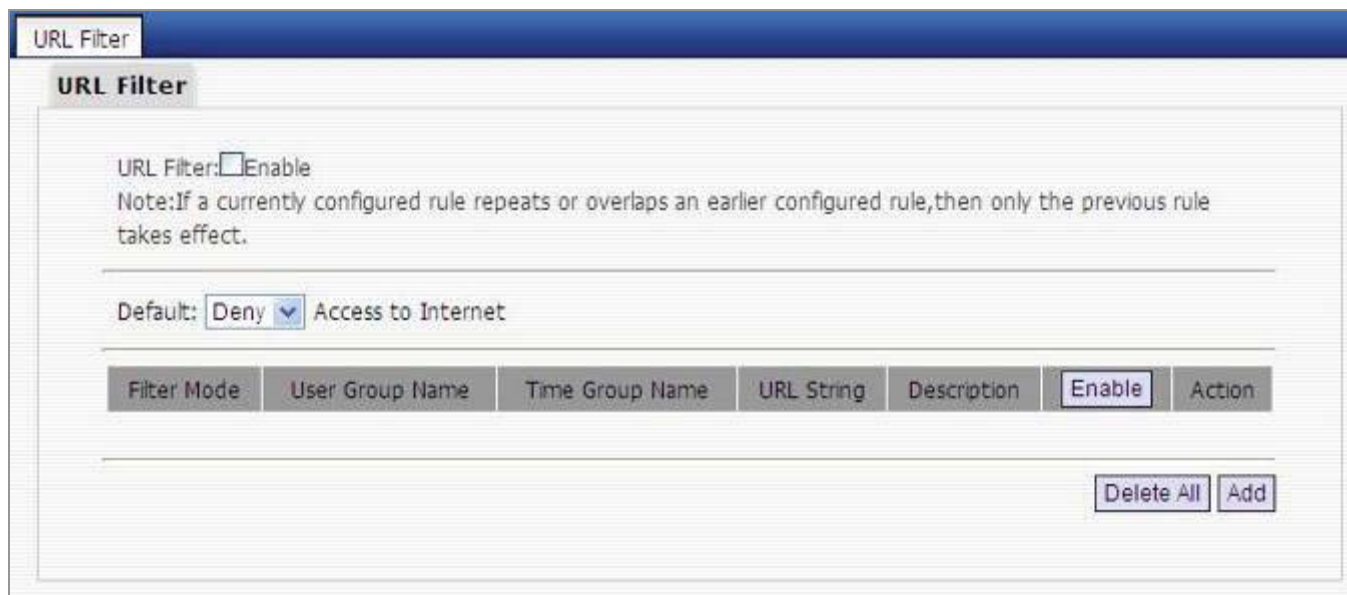 URL Filter
URL Filter
URL Filter:Enable
Note:If a currently configured rule repeats or overlaps an earlier configured rule,then only the previous rule
takes effect.
Default: Deny Access to Internet
Filter Mode User Group Name Time Group Name URL String Description Enable Action
Delete All Add